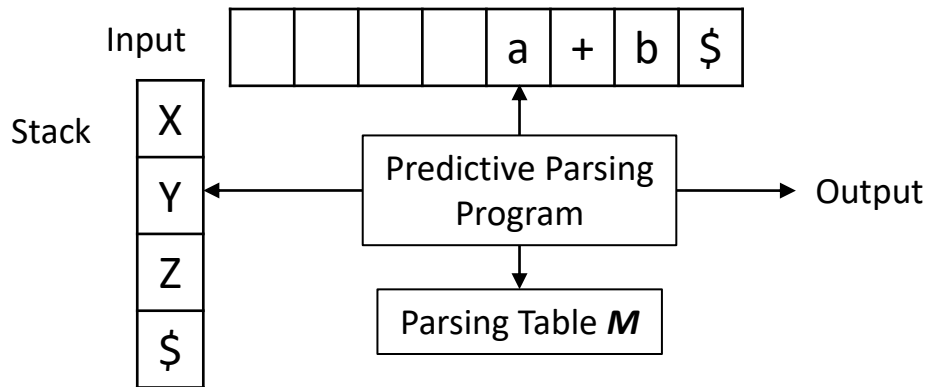 Input
a + b $
Stack
X
Y
Z
$
Predictive Parsing
Program
Output
Parsing Table M